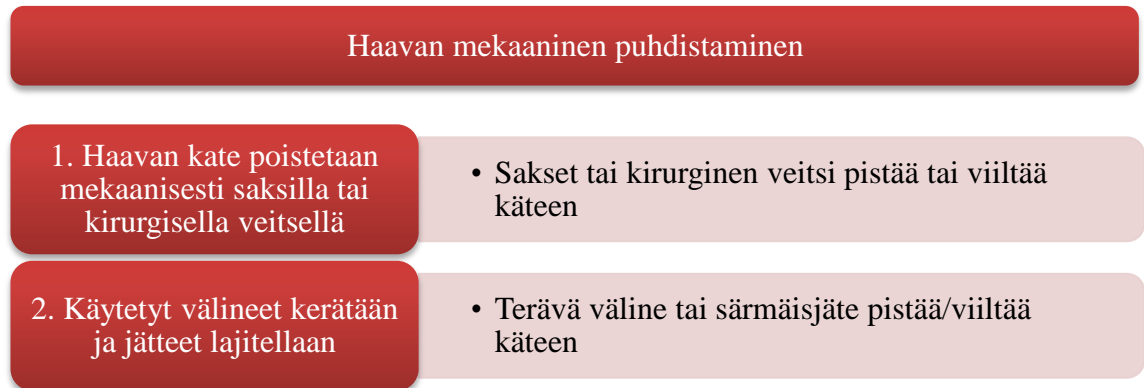 Haavan mekaaninen puhdistaminen
1. Haavan kate poistetaan
mekaanisesti saksilla tai
kirurgisella veitsellä
• Sakset tai kirurginen veitsi pistää tai viiltää
käteen
2. Käytetyt välineet kerätään
ja jätteet lajitellaan
• Terävä väline tai särmäisjäte pistää/viiltää
käteen